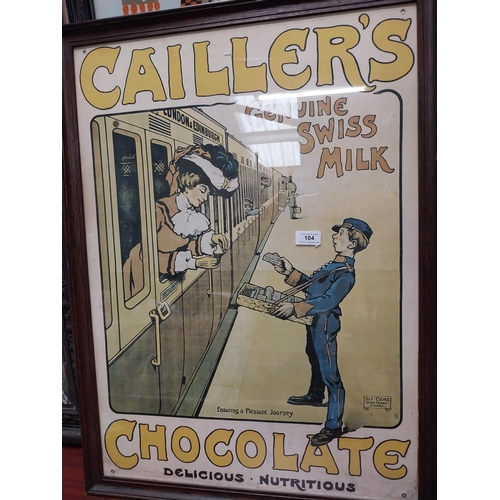 CAILLER'S
LONDON & EDINBURGH
GENUINE
SWISS
MILK
104
Ensuring a Pleasant Journey.
CHOCOLATE
DELICIOUS · NUTRITIOUS